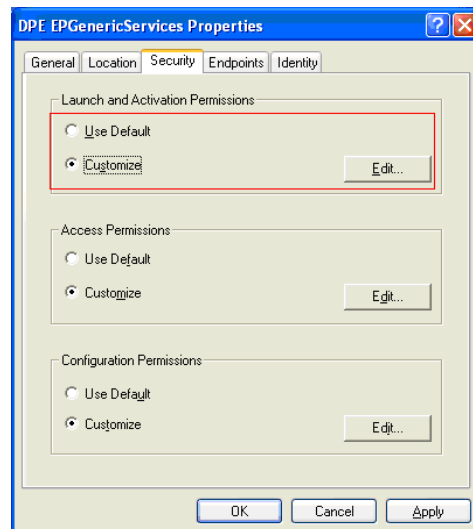 DPE EPGenericServices Properties
General Location Security Endpoints Identity
Launch and Activation Permissions
Use Default
Customize
Edit...
Access Permissions
Use Default
Customize
Edit...
Configuration Permissions
Use Default
Customize
Edit...
OK Cancel Apply